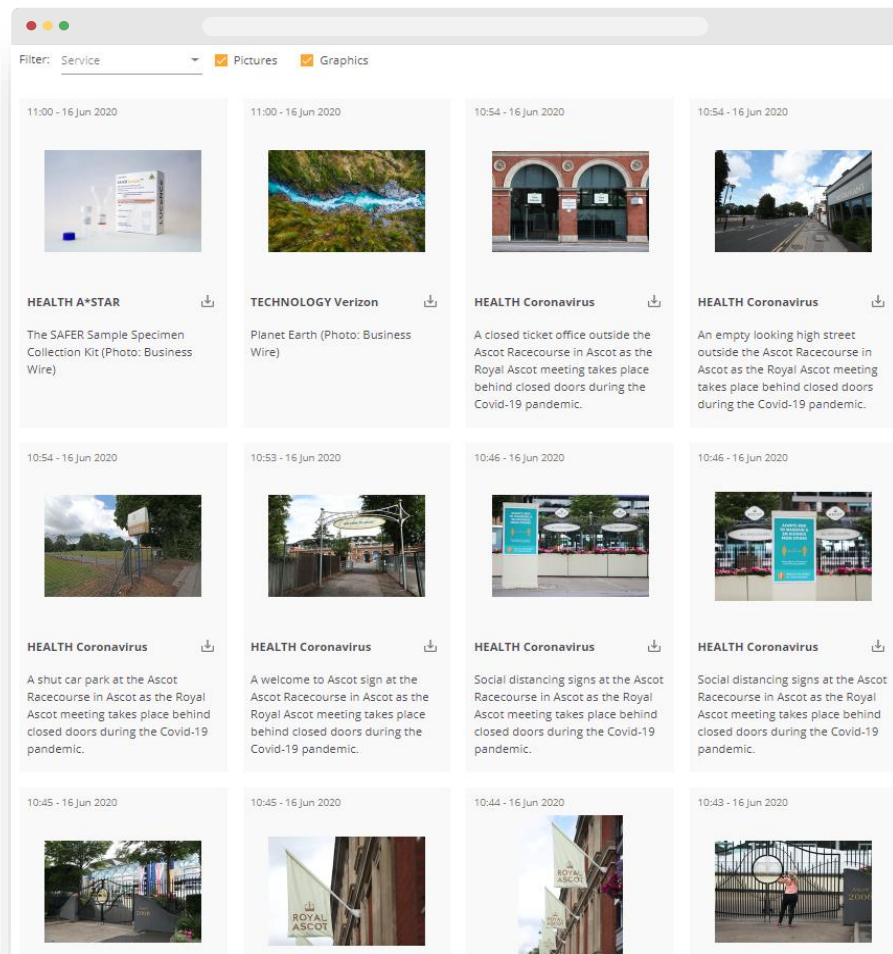 Filter: Service Pictures Graphics
11:00 - 16 Jun 2020
LUCENCE
HEALTH A*STAR
The SAFER Sample Specimen
Collection Kit (Photo: Business
Wire)
11:00 - 16 Jun 2020
TECHNOLOGY Verizon
Planet Earth (Photo: Business
Wire)
10:54 - 16 Jun 2020
HEALTH Coronavirus
A closed ticket office outside the
Ascot Racecourse in Ascot as the
Royal Ascot meeting takes place
behind closed doors during the
Covid-19 pandemic.
10:54 - 16 Jun 2020
HEALTH Coronavirus
An empty looking high street
outside the Ascot Racecourse in
Ascot as the Royal Ascot meeting
takes place behind closed doors
during the Covid-19 pandemic.
10:54 - 16 Jun 2020
HEALTH Coronavirus
A shut car park at the Ascot
Racecourse in Ascot as the Royal
Ascot meeting takes place behind
closed doors during the Covid-19
pandemic.
10:53 - 16 Jun 2020
HEALTH Coronavirus
A welcome to Ascot sign at the
Ascot Racecourse in Ascot as the
Royal Ascot meeting takes place
behind closed doors during the
Covid-19 pandemic.
10:46 - 16 Jun 2020
HEALTH Coronavirus
Social distancing signs at the Ascot
Racecourse in Ascot as the Royal
Ascot meeting takes place behind
closed doors during the Covid-19
pandemic.
10:46 - 16 Jun 2020
ASCOT
HEALTH Coronavirus
Social distancing signs at the Ascot
Racecourse in Ascot as the Royal
Ascot meeting takes place behind
closed doors during the Covid-19
pandemic.
10:45 - 16 Jun 2020
2006
10:45 - 16 Jun 2020
ROYAL
ASCOT
10:44 - 16 Jun 2020
ROYAL
ASCOT
10:43 - 16 Jun 2020
ASCOT
2006